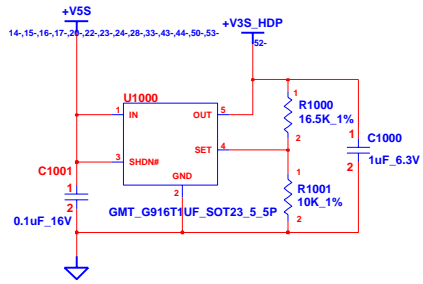 +V5S
14-,15-,16-,17-,20-,22-,23-,24-,28-,33-,43-,44-,50-,53-
+V3S_HDP
52-
U1000
1 IN OUT 5
SET 4
3 SHDN#
GND
2
GMT_G916T1UF_SOT23_5_5P
C1001
1
2
0.1uF_16V
1
R1000
16.5K_1%
2
1
R1001
10K_1%
2
C1000
1
2
1uF_6.3V